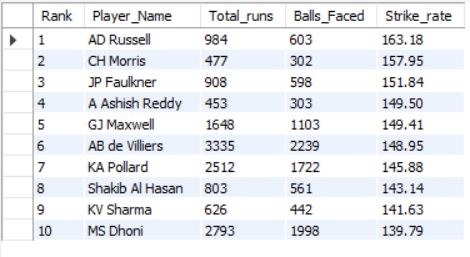 Rank Player_Name Total_runs Balls_Faced Strike_rate
1 AD Russell 984 603 163.18
2 CH Morris 477 302 157.95
3 JP Faulkner 908 598 151.84
4 A Ashish Reddy 453 303 149.50
5 GJ Maxwell 1648 1103 149.41
6 AB de Villiers 3335 2239 148.95
7 KA Pollard 2512 1722 145.88
8 Shakib Al Hasan 803 561 143.14
9 KV Sharma 626 442 141.63
10 MS Dhoni 2793 1998 139.79